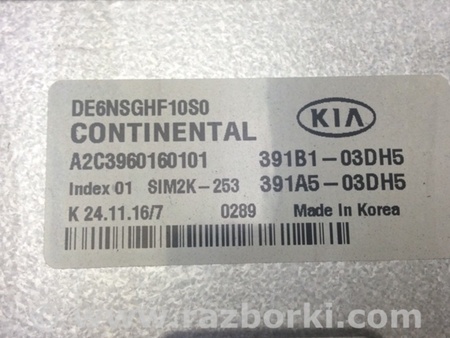 DE6NSGHF10S0
CONTINENTAL
KIA
A2C3960160101 391B1-03DH5
Index 01 SIM2K-253 391A5-03DH5
K 24.11.16/7 0289 Made in Korea
www.razborki.com